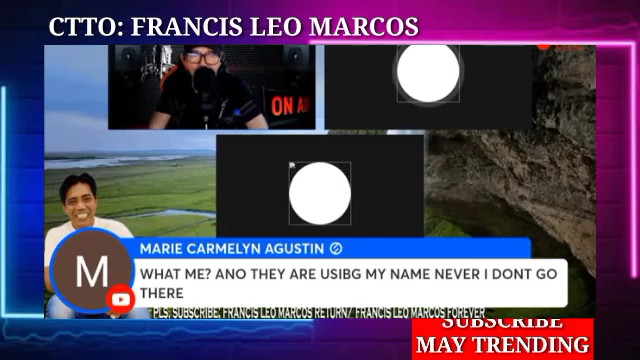 CTTO: FRANCIS LEO MARCOS
ON AI
M
MARIE CARMELYN AGUSTIN
WHAT ME? ANO THEY ARE USIBG MY NAME NEVER I DONT GO
THERE
PLS. SUBSCRIBE. FRANCIS LEO MARCOS RETURN/ FRANCIS LEO MARCOS FOREVER
SUBSCRIBE
MAY TRENDING